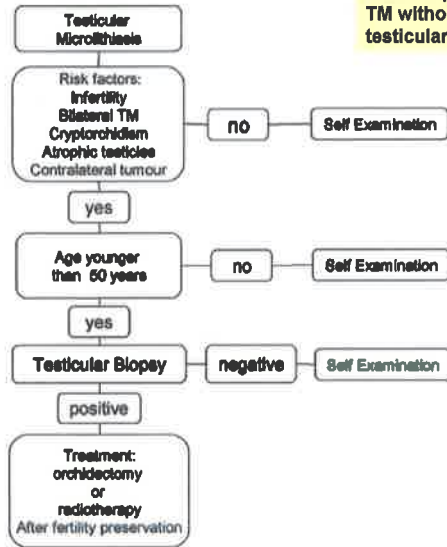 TM witho
testicular
Testicular
Microlithiasis
Risk factors:
Infertility
Bilateral TM
Cryptorchidism
Atrophic testicles
Contralateral tumour
no
Self Examination
yes
Age younger
than 50 years
no
Self Examination
yes
Testicular Biopsy
negative
Self Examination
positive
Treatment:
orchidectomy
or
radiotherapy
After fertility preservation